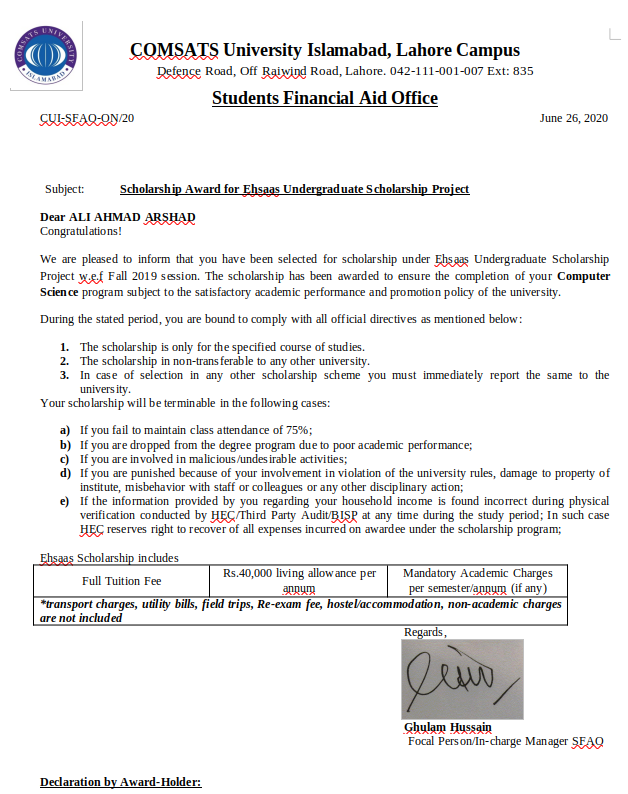 COMSATS UNIVERSITY
ISLAMABAD
COMSATS University Islamabad, Lahore Campus
Defence Road, Off Raiwind Road, Lahore. 042-111-001-007 Ext: 835
Students Financial Aid Office
CUI-SFAO-ON/20 June 26, 2020
Subject: Scholarship Award for Ehsaas Undergraduate Scholarship Project
Dear ALI AHMAD ARSHAD
Congratulations!
We are pleased to inform that you have been selected for scholarship under Ehsaas Undergraduate Scholarship
Project w.e.f Fall 2019 session. The scholarship has been awarded to ensure the completion of your Computer
Science program subject to the satisfactory academic performance and promotion policy of the university.
During the stated period, you are bound to comply with all official directives as mentioned below:
1. The scholarship is only for the specified course of studies.
2. The scholarship in non-transferable to any other university.
3. In case of selection in any other scholarship scheme you must immediately report the same to the
university.
Your scholarship will be terminable in the following cases:
a) If you fail to maintain class attendance of 75%;
b) If you are dropped from the degree program due to poor academic performance;
c) If you are involved in malicious/undesirable activities;
d) If you are punished because of your involvement in violation of the university rules, damage to property of
institute, misbehavior with staff or colleagues or any other disciplinary action;
e) If the information provided by you regarding your household income is found incorrect during physical
verification conducted by HEC/Third Party Audit/BISP at any time during the study period; In such case
HEC reserves right to recover of all expenses incurred on awardee under the scholarship program;
Ehsaas Scholarship includes
Full Tuition Fee
Rs.40,000 living allowance per
annum
Mandatory Academic Charges
per semester/annum (if any)
*transport charges, utility bills, field trips, Re-exam fee, hostel/accommodation, non-academic charges
are not included
Regards,
Ghulam Hussain
Focal Person/In-charge Manager SFAO
Declaration by Award-Holder: